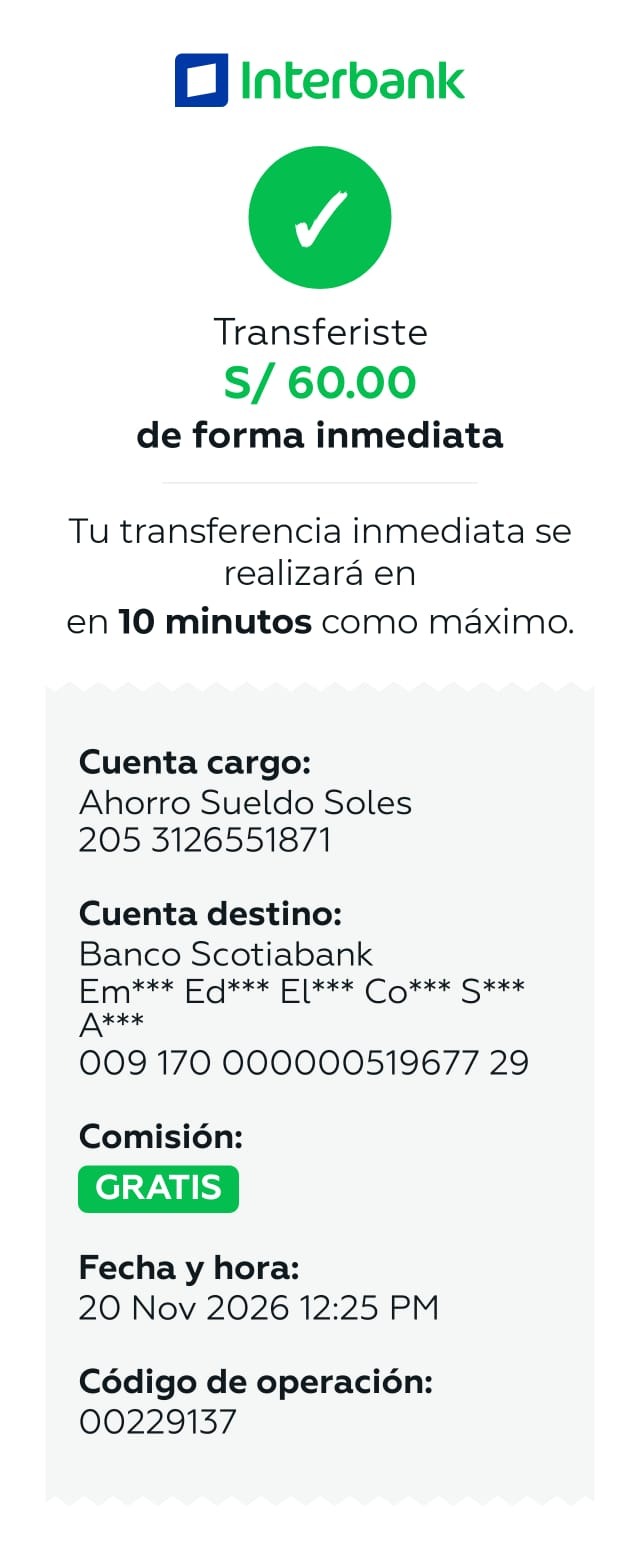 Interbank
Transferiste
S/ 60.00
de forma inmediata
Tu transferencia inmediata se
realizará en
en 10 minutos como máximo.
Cuenta cargo:
Ahorro Sueldo Soles
205 3126551871
Cuenta destino:
Banco Scotiabank
Em*** Ed*** El*** Co*** S***
A***
009 170 000000519677 29
Comisión:
GRATIS
Fecha y hora:
20 Nov 2026 12:25 PM
Código de operación:
00229137